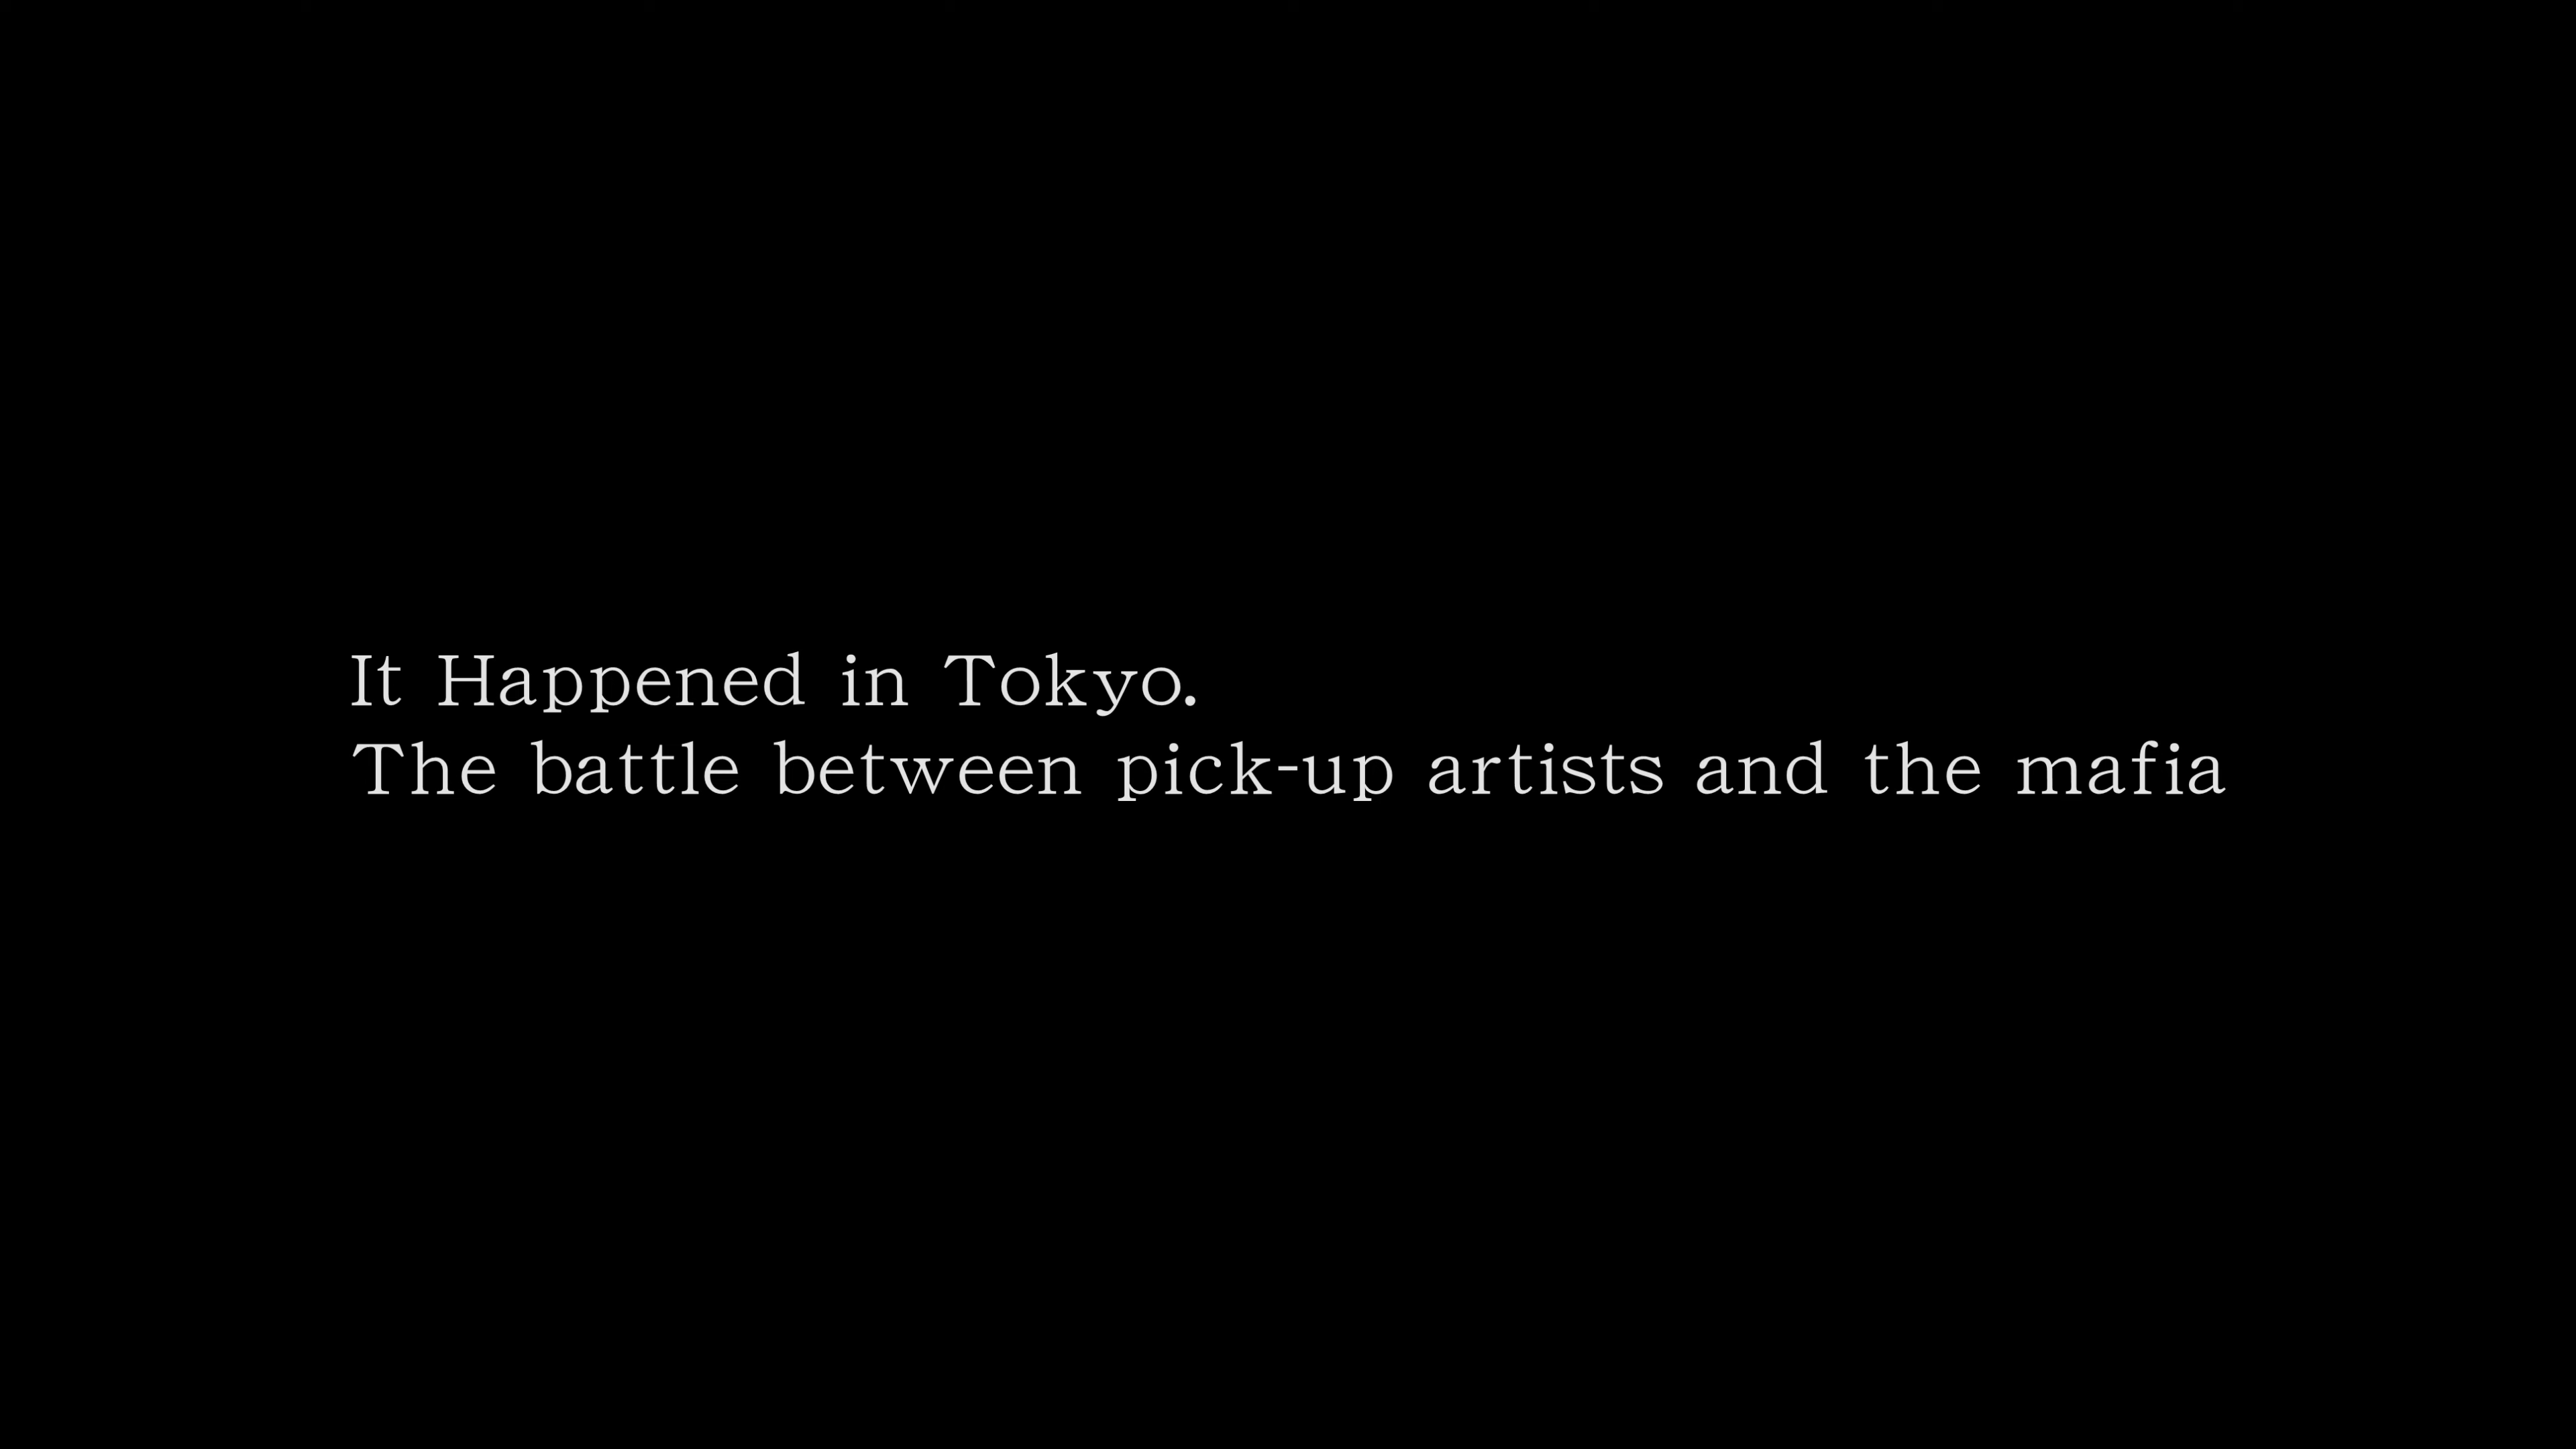 It Happened in Tokyo.
The battle between pick-up artists and the mafia